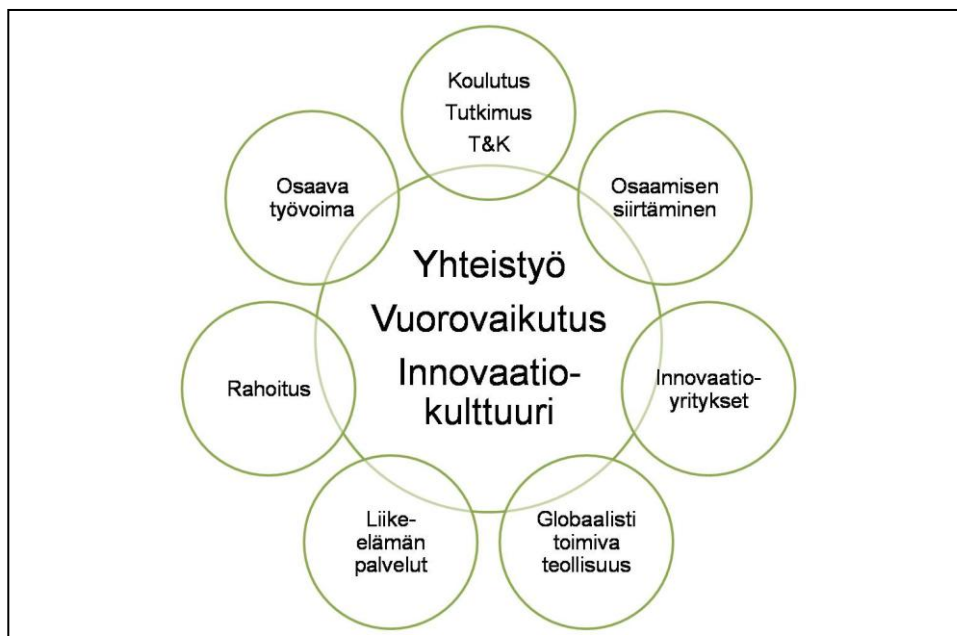 Koulutus
Tutkimus
T&K
Osaamisen
siirtäminen
Innovaatio-
yritykset
Globaalisti
toimiva
teollisuus
Liike-
elämän
palvelut
Rahoitus
Osaava
työvoima
Yhteistyö
Vuorovaikutus
Innovaatio-
kulttuuri